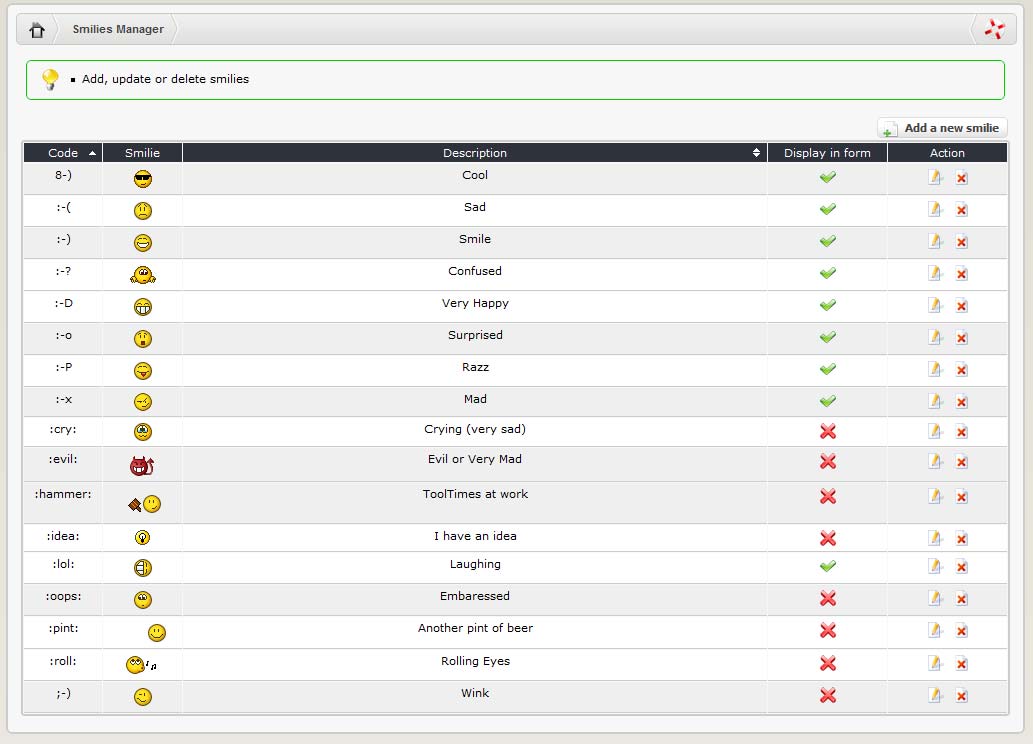 Smilies Manager
Add, update or delete smilies
Add a new smilie
Code Smilie Description Display in form Action
8-) Cool
:-( Sad
:-) Smile
:-? Confused
:-D Very Happy
:-o Surprised
:-P Razz
:-x Mad
:cry: Crying (very sad)
:evil: Evil or Very Mad
:hammer: ToolTimes at work
:idea: I have an idea
:lol: Laughing
:oops: Embaressed
:pint: Another pint of beer
:roll: Rolling Eyes
;-) Wink